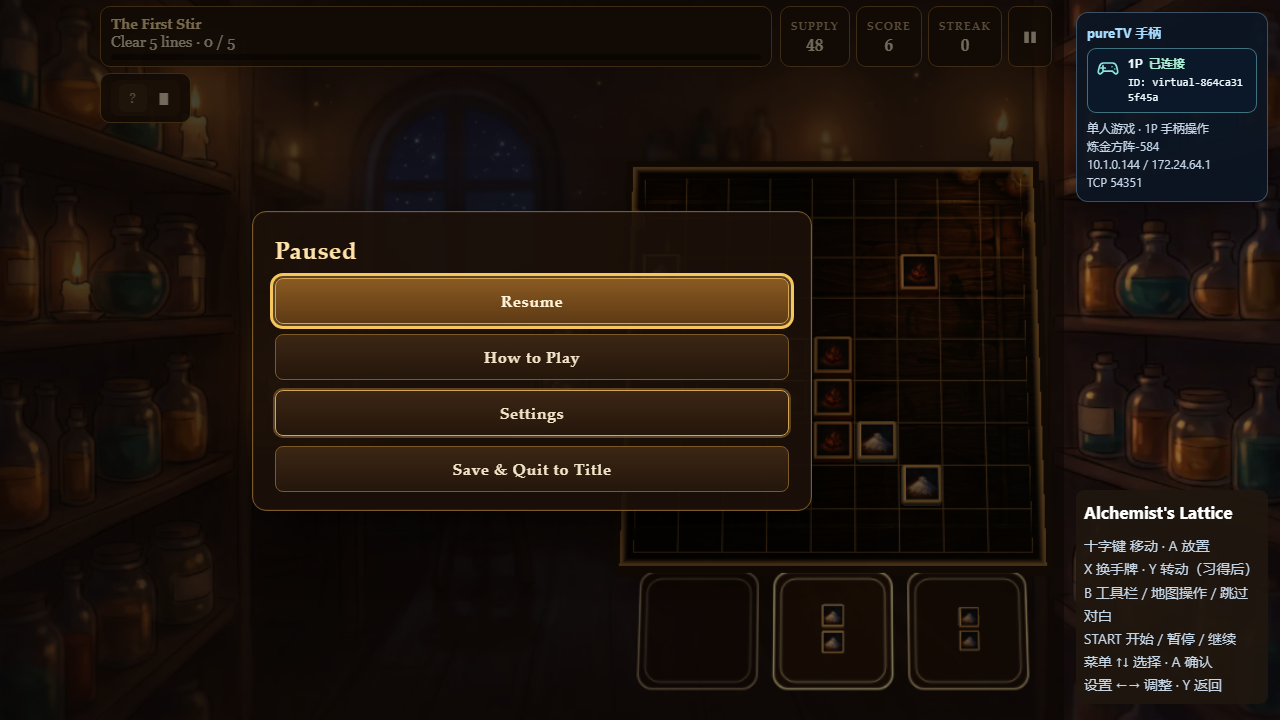 The First Stir
Clear 5 lines · 0 / 5
SUPPLY
48
SCORE
6
STREAK
0
?
Paused
Resume
How to Play
Settings
Save & Quit to Title
pureTV 手柄
1P 已连接
ID: virtual-864ca31
5f45a
单人游戏 · 1P 手柄操作
炼金方阵-584
10.1.0.144 / 172.24.64.1
TCP 54351
Alchemist's Lattice
十字键 移动 · A 放置
X 换手牌 · Y 转动（习得后）
B 工具栏 / 地图操作 / 跳过
对白
START 开始 / 暂停 / 继续
菜单 ↑↓ 选择 · A 确认
设置 ←→ 调整 · Y 返回